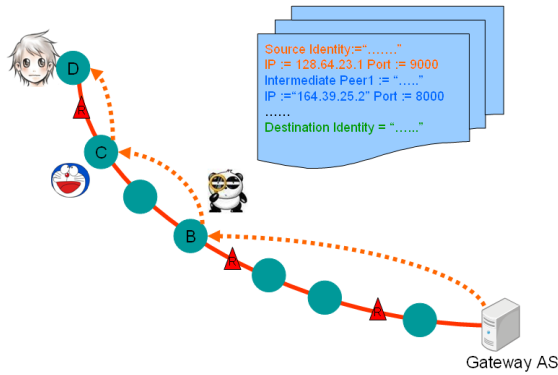 Source Identity:=“…….”
IP := 128.64.23.1 Port := 9000
Intermediate Peer1 := “…..
IP :=“164.39.25.2” Port := 8000
……
Destination Identity = “…...”
D
R
C
B
R
R
Gateway AS